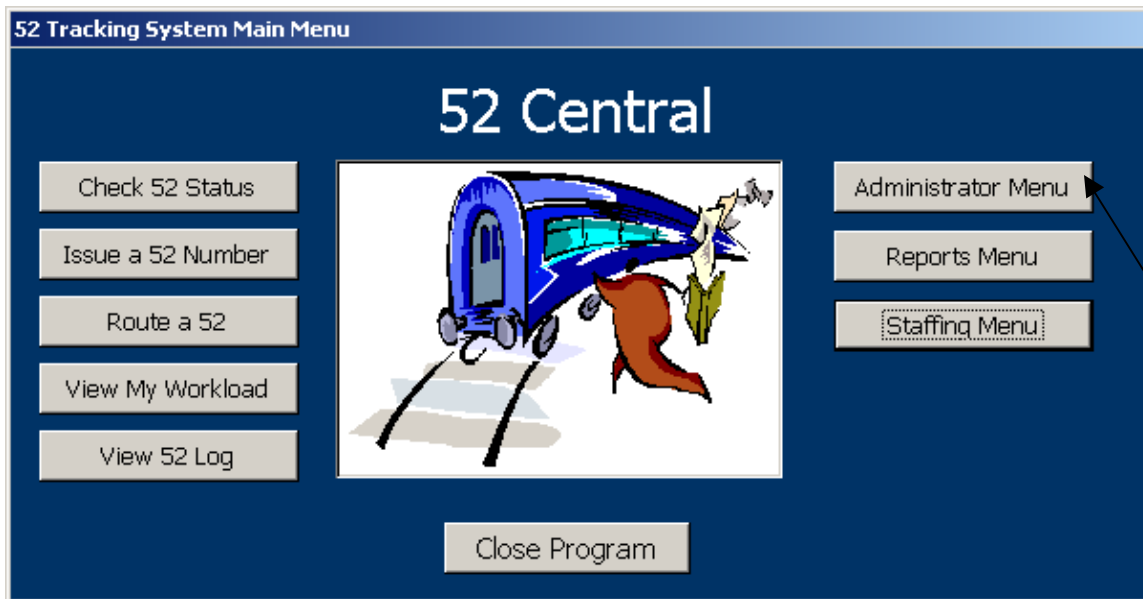 52 Tracking System Main Menu
52 Central
Check 52 Status
Issue a 52 Number
Route a 52
View My Workload
View 52 Log
Administrator Menu
Reports Menu
Staffing Menu
Close Program